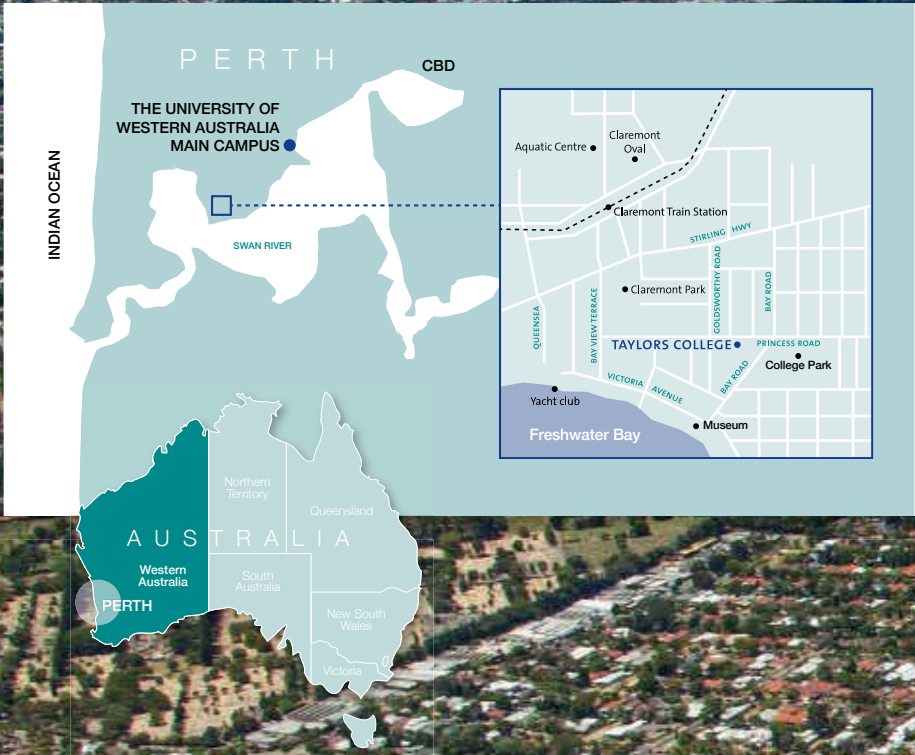 PERTH
CBD
THE UNIVERSITY OF
WESTERN AUSTRALIA
MAIN CAMPUS
INDIAN OCEAN
SWAN RIVER
Aquatic Centre
Claremont
Oval
Claremont Train Station
STIRLING HWY
Claremont Park
GOLDSWORTHY ROAD
BAY ROAD
QUEENSEA
BAY VIEW TERRACE
TAYLORS COLLEGE
PRINCESS ROAD
College Park
VICTORIA AVENUE
BAY ROAD
Yacht club
Museum
Freshwater Bay
Northern
Territory
Queensland
AUSTRALIA
Western
Australia
South
Australia
PERTH
New South
Wales
Victoria